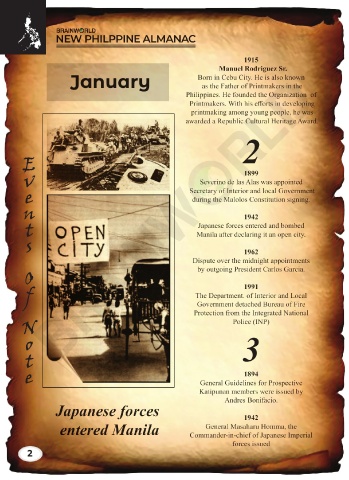 BRAINWORLD
NEW PHILPPINE ALMANAC
January
Events Of Note
OPEN
CITY
Japanese forces
entered Manila
2
1915
Manuel Rodriguez Sr.
Born in Cebu City. He is also known
as the Father of Printmakers in the
Philippines. He founded the Organization of
Printmakers. With his efforts in developing
printmaking among young people, he was
awarded a Republic Cultural Heritage Award.
2
1899
Severino de las Alas was appointed
Secretary of Interior and local Government
during the Malolos Constitution signing.
1942
Japanese forces entered and bombed
Manila after declaring it an open city.
1962
Dispute over the midnight appointments
by outgoing President Carlos Garcia.
1991
The Department. of Interior and Local
Government detached Bureau of Fire
Protection from the Integrated National
Police (INP)
3
1894
General Guidelines for Prospective
Katipunan members were issued by
Andres Bonifacio.
1942
General Masaharu Homma, the
Commander-in-chief of Japanese Imperial
forces issued